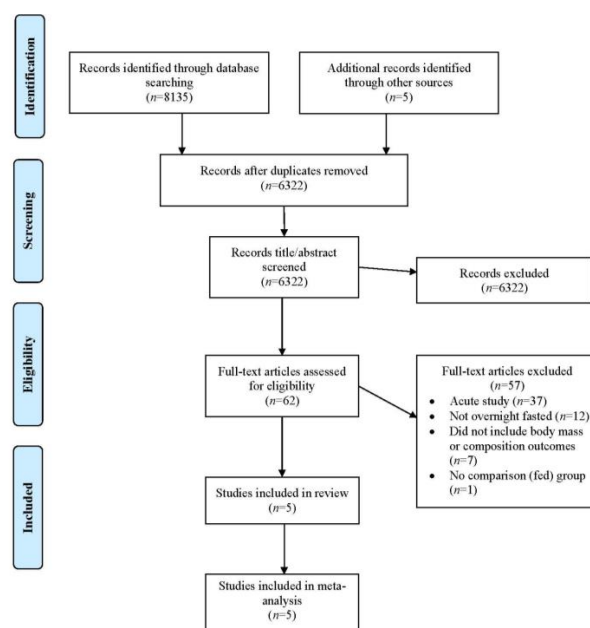 Identification
Records identified through database
searching
(n=8135)
Additional records identified
through other sources
(n=5)
Records after duplicates removed
(n=6322)
Screening
Records title/abstract
screened
(n=6322)
Records excluded
(n=6322)
Eligibility
Full-text articles assessed
for eligibility
(n=62)
Full-text articles excluded
(n=57)
• Acute study (n=37)
• Not overnight fasted (n=12)
• Did not include body mass
or composition outcomes
(n=7)
• No comparison (fed) group
(n=1)
Included
Studies included in review
(n=5)
Studies included in meta-
analysis
(n=5)